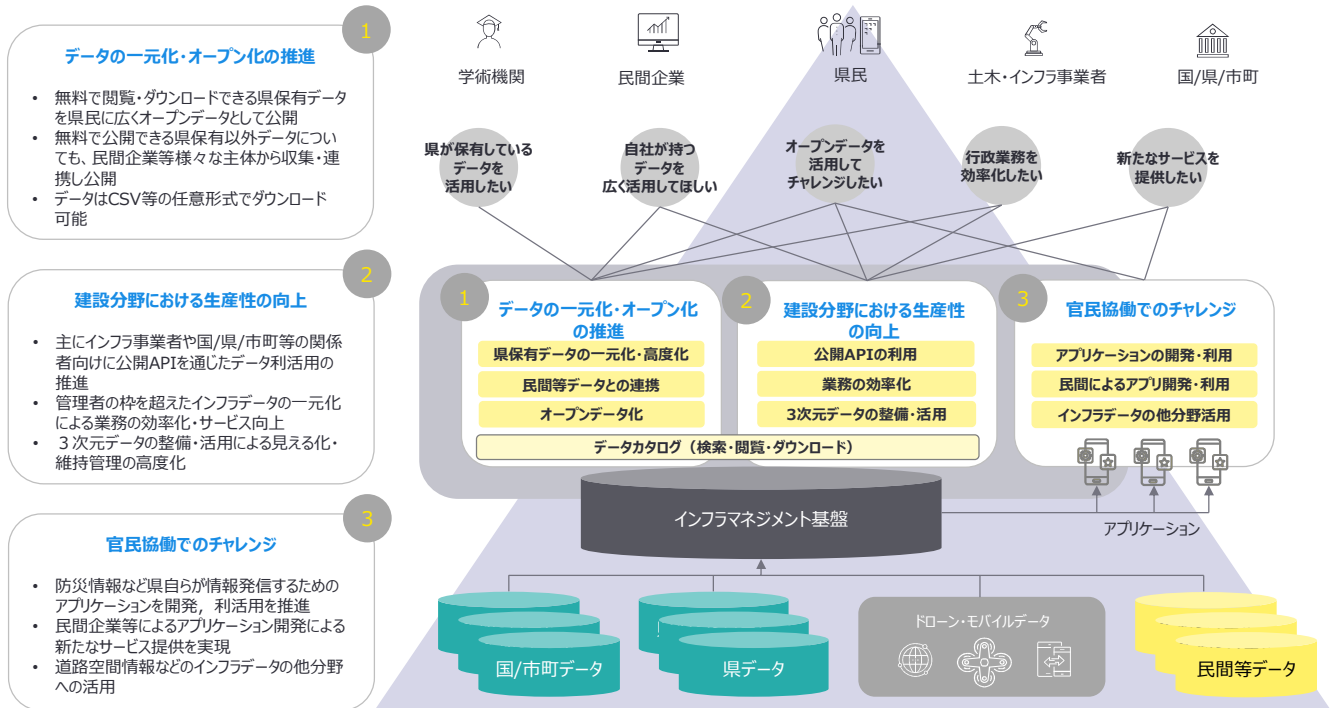 1
データの一元化・オープン化の推進
• 無料で閲覧・ダウンロードできる県保有データ
を県民に広くオープンデータとして公開
• 無料で公開できる県保有以外データについ
ても、民間企業等様々な主体から収集・連
携し公開
• データはCSV等の任意形式でダウンロード
可能
2
建設分野における生産性の向上
• 主にインフラ事業者や国/県/市町等の関係
者向けに公開APIを通じたデータ利活用の
推進
• 管理者の枠を超えたインフラデータの一元化
による業務の効率化・サービス向上
• ３次元データの整備・活用による見える化・
維持管理の高度化
3
官民協働でのチャレンジ
• 防災情報など県自らが情報発信するための
アプリケーションを開発，利活用を推進
• 民間企業等によるアプリケーション開発による
新たなサービス提供を実現
• 道路空間情報などのインフラデータの他分野
への活用
学術機関
民間企業
県民
土木・インフラ事業者
国/県/市町
県が保有している
データを
活用したい
自社が持つ
データを
広く活用してほしい
オープンデータを
活用して
チャレンジしたい
行政業務を
効率化したい
新たなサービスを
提供したい
1
データの一元化・オープン化
の推進
県保有データの一元化・高度化
民間等データとの連携
オープンデータ化
2
建設分野における生産性
の向上
公開APIの利用
業務の効率化
3次元データの整備・活用
データカタログ（検索・閲覧・ダウンロード）
3
官民協働でのチャレンジ
アプリケーションの開発・利用
民間によるアプリ開発・利用
インフラデータの他分野活用
アプリケーション
インフラマネジメント基盤
国/市町データ
県データ
ドローン・モバイルデータ
民間等データ